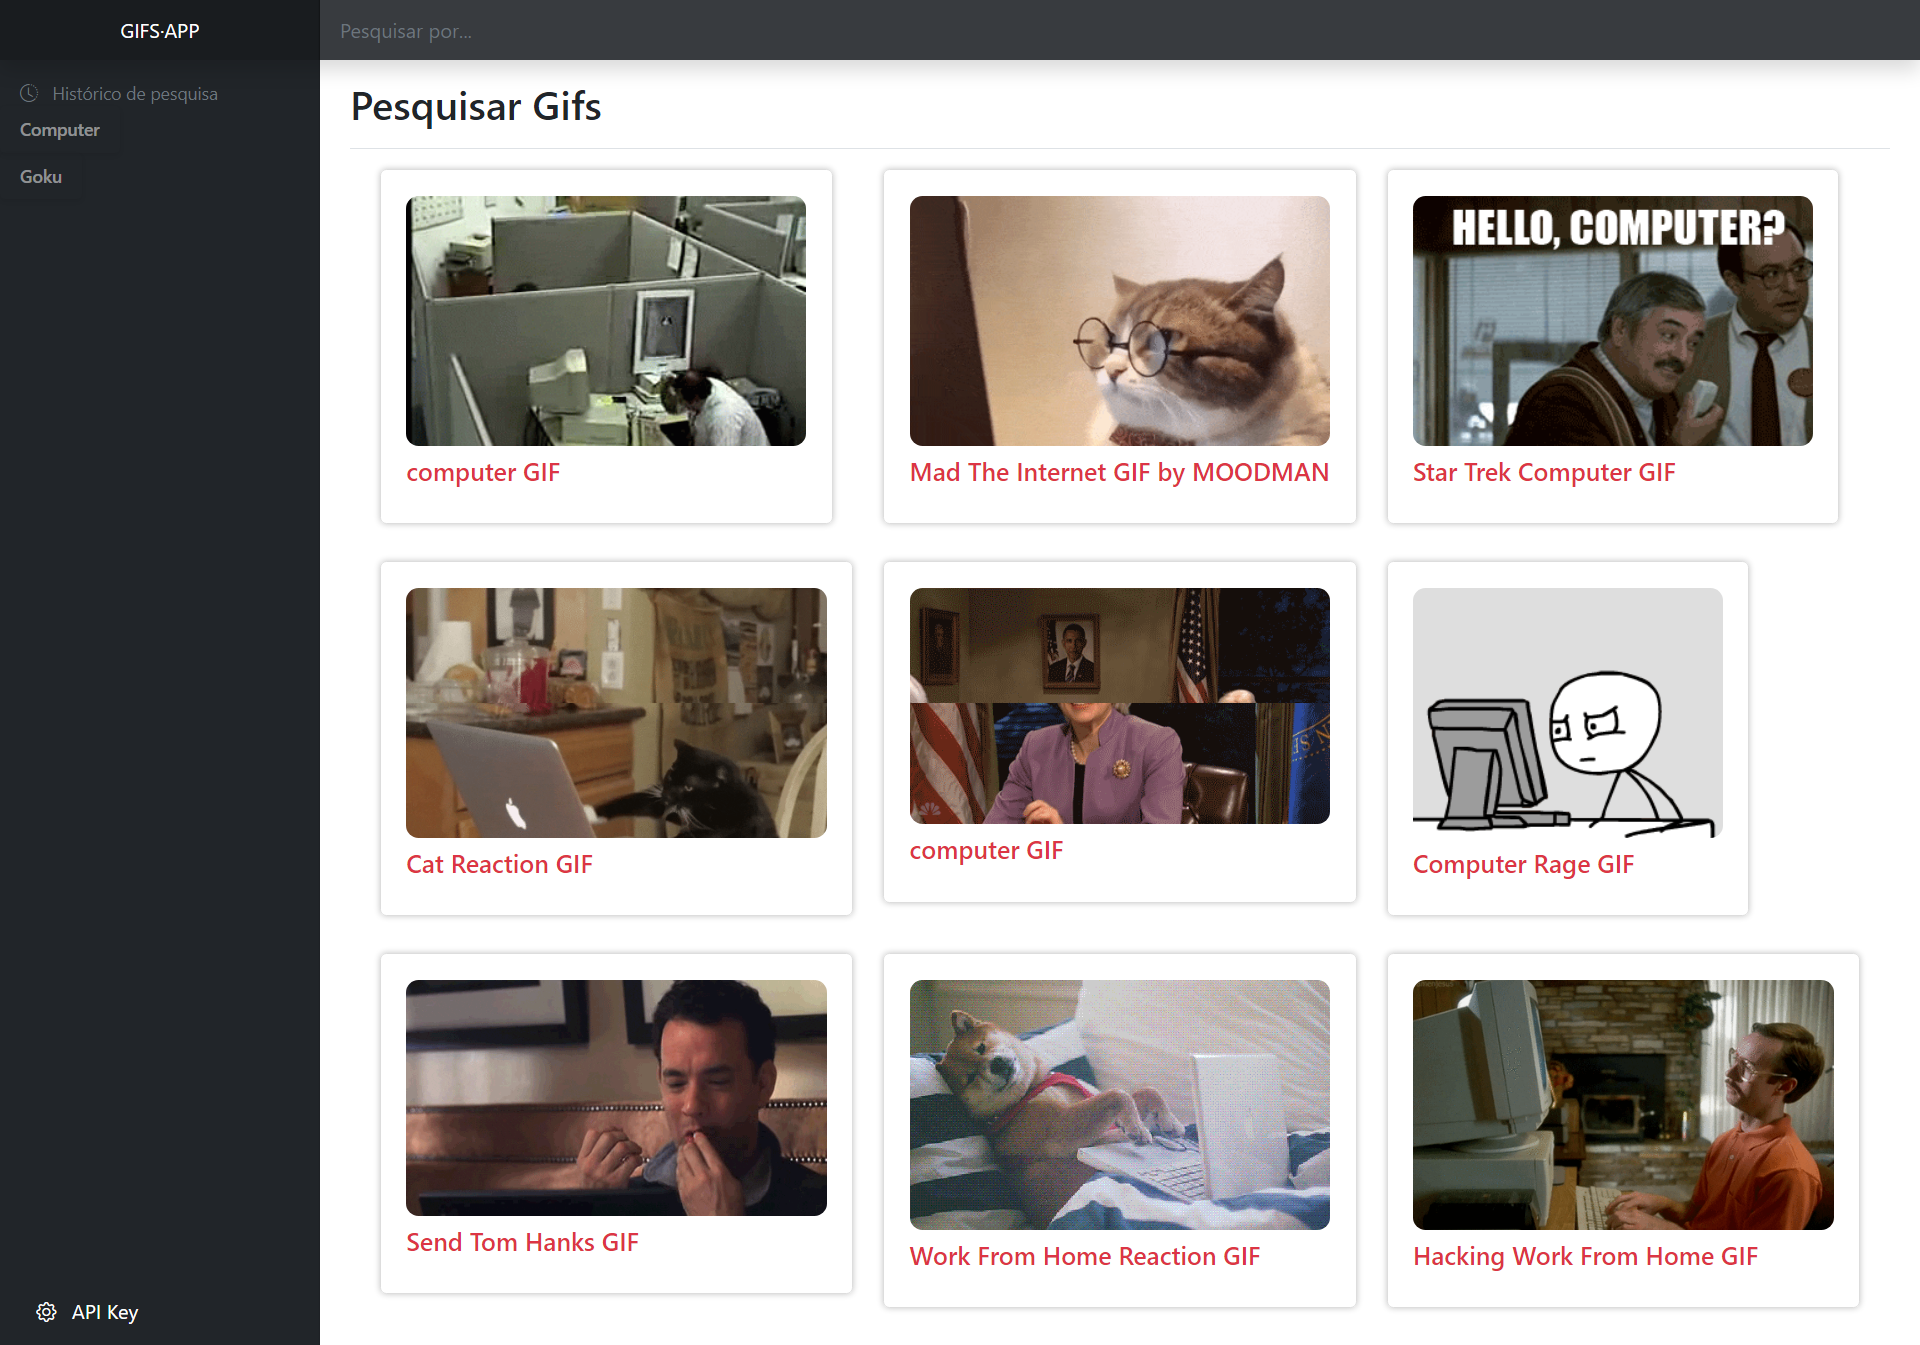 GIFS·APP
Pesquisar por...
Histórico de pesquisa
Computer
Goku
API Key
Pesquisar Gifs
computer GIF
Mad The Internet GIF by MOODMAN
HELLO, COMPUTER?
Star Trek Computer GIF
Cat Reaction GIF
computer GIF
Computer Rage GIF
Send Tom Hanks GIF
Work From Home Reaction GIF
Hacking Work From Home GIF